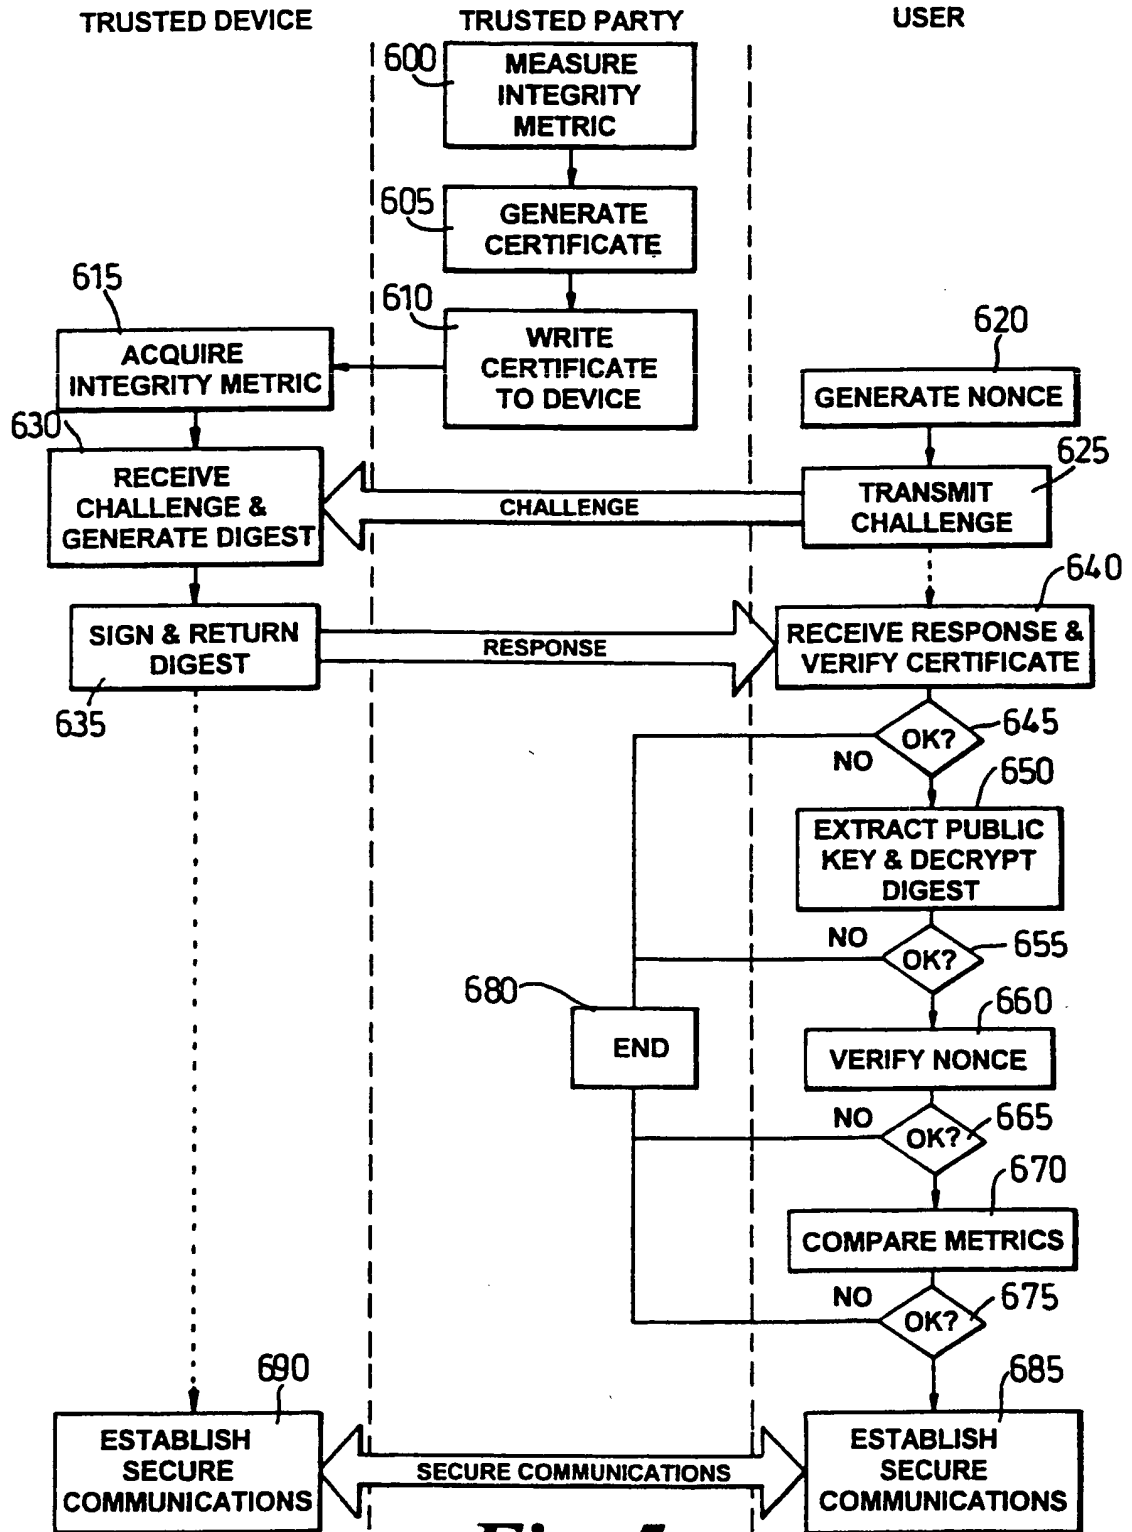 TRUSTED DEVICE
TRUSTED PARTY
USER
600
MEASURE
INTEGRITY
METRIC
605
GENERATE
CERTIFICATE
610
WRITE
CERTIFICATE
TO DEVICE
615
ACQUIRE
INTEGRITY METRIC
620
GENERATE NONCE
630
RECEIVE
CHALLENGE &
GENERATE DIGEST
CHALLENGE
625
TRANSMIT
CHALLENGE
635
SIGN & RETURN
DIGEST
RESPONSE
640
RECEIVE RESPONSE &
VERIFY CERTIFICATE
645
OK?
NO
650
EXTRACT PUBLIC
KEY & DECRYPT
DIGEST
NO
OK?
655
680
END
660
VERIFY NONCE
NO
OK?
665
670
COMPARE METRICS
NO
OK?
675
690
ESTABLISH
SECURE
COMMUNICATIONS
SECURE COMMUNICATIONS
685
ESTABLISH
SECURE
COMMUNICATIONS